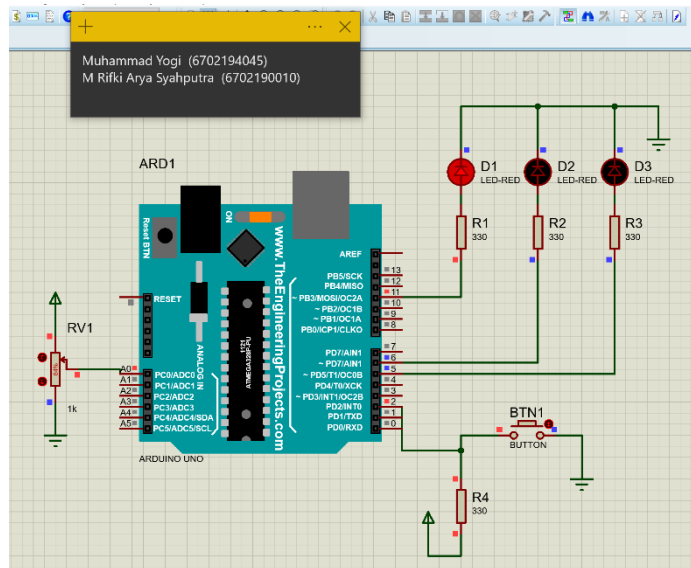 + ... ×
Muhammad Yogi (6702194045)
M Rifki Arya Syahputra (6702190010)
ARD1
D1
LED-RED
D2
LED-RED
D3
LED-RED
R1
330
R2
330
R3
330
Reset BTN
ON
www.TheEngineeringProjects.com
1121
ATMEGA328P-PU
ANALOG IN
RESET
AREF
PB5/SCK 13
PB4/MISO 12
~ PB3/MOSI/OC2A 11
~ PB2/OC1B 10
~ PB1/OC1A 9
PB0/ICP1/CLKO 8
PD7/AIN1 7
~ PD7/AIN1 6
~ PD5/T1/OC0B 5
PD4/T0/XCK 4
~ PD3/INT1/OC2B 3
PD2/INT0 2
PD1/TXD 1
PD0/RXD 0
A0 PC0/ADC0
A1 PC1/ADC1
A2 PC2/ADC2
A3 PC3/ADC3
A4 PC4/ADC4/SDA
A5 PC5/ADC5/SCL
ARDUINO UNO
RV1
1k
BTN1
BUTTON
R4
330